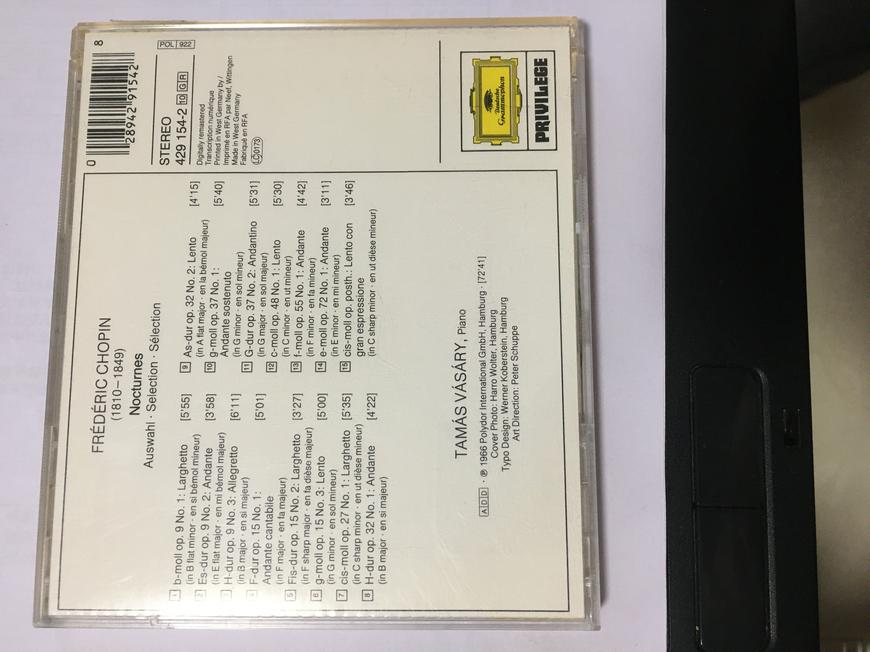 0 28942 91542 8
POL 922
STEREO
429 154-2 10 GR
Digitally remastered
Transcription numérique
Printed in West Germany by /
Imprimé en RFA par Neef, Wittingen
Made in West Germany
Fabriqué en RFA
LC 0173
Deutsche
Grammophon
PRIVILEGE
FRÉDÉRIC CHOPIN
(1810–1849)
Nocturnes
Auswahl · Selection · Sélection
1 b-moll op. 9 No. 1: Larghetto [5'55]
(in B flat minor · en si bémol mineur)
2 Es-dur op. 9 No. 2: Andante [3'58]
(in E flat major · en mi bémol majeur)
3 H-dur op. 9 No. 3: Allegretto [6'11]
(in B major · en si majeur)
4 F-dur op. 15 No. 1: [5'01]
Andante cantabile
(in F major · en fa majeur)
5 Fis-dur op. 15 No. 2: Larghetto [3'27]
(in F sharp major · en fa dièse majeur)
6 g-moll op. 15 No. 3: Lento [5'00]
(in G minor · en sol mineur)
7 cis-moll op. 27 No. 1: Larghetto [5'35]
(in C sharp minor · en ut dièse mineur)
8 H-dur op. 32 No. 1: Andante [4'22]
(in B major · en si majeur)
9 As-dur op. 32 No. 2: Lento [4'15]
(in A flat major · en la bémol majeur)
10 g-moll op. 37 No. 1: [5'40]
Andante sostenuto
(in G minor · en sol mineur)
11 G-dur op. 37 No. 2: Andantino [5'31]
(in G major · en sol majeur)
12 c-moll op. 48 No. 1: Lento [5'30]
(in C minor · en ut mineur)
13 f-moll op. 55 No. 1: Andante [4'42]
(in F minor · en fa mineur)
14 e-moll op. 72 No. 1: Andante [3'11]
(in E minor · en mi mineur)
15 cis-moll op. posth.: Lento con [3'46]
gran espressione
(in C sharp minor · en ut dièse mineur)
TAMÁS VÁSÁRY, Piano
ADD · ℗ 1966 Polydor International GmbH, Hamburg · [72'41]
Cover Photo: Harro Wolter, Hamburg
Typo Design: Werner Koberstein, Hamburg
Art Direction: Peter Schuppe